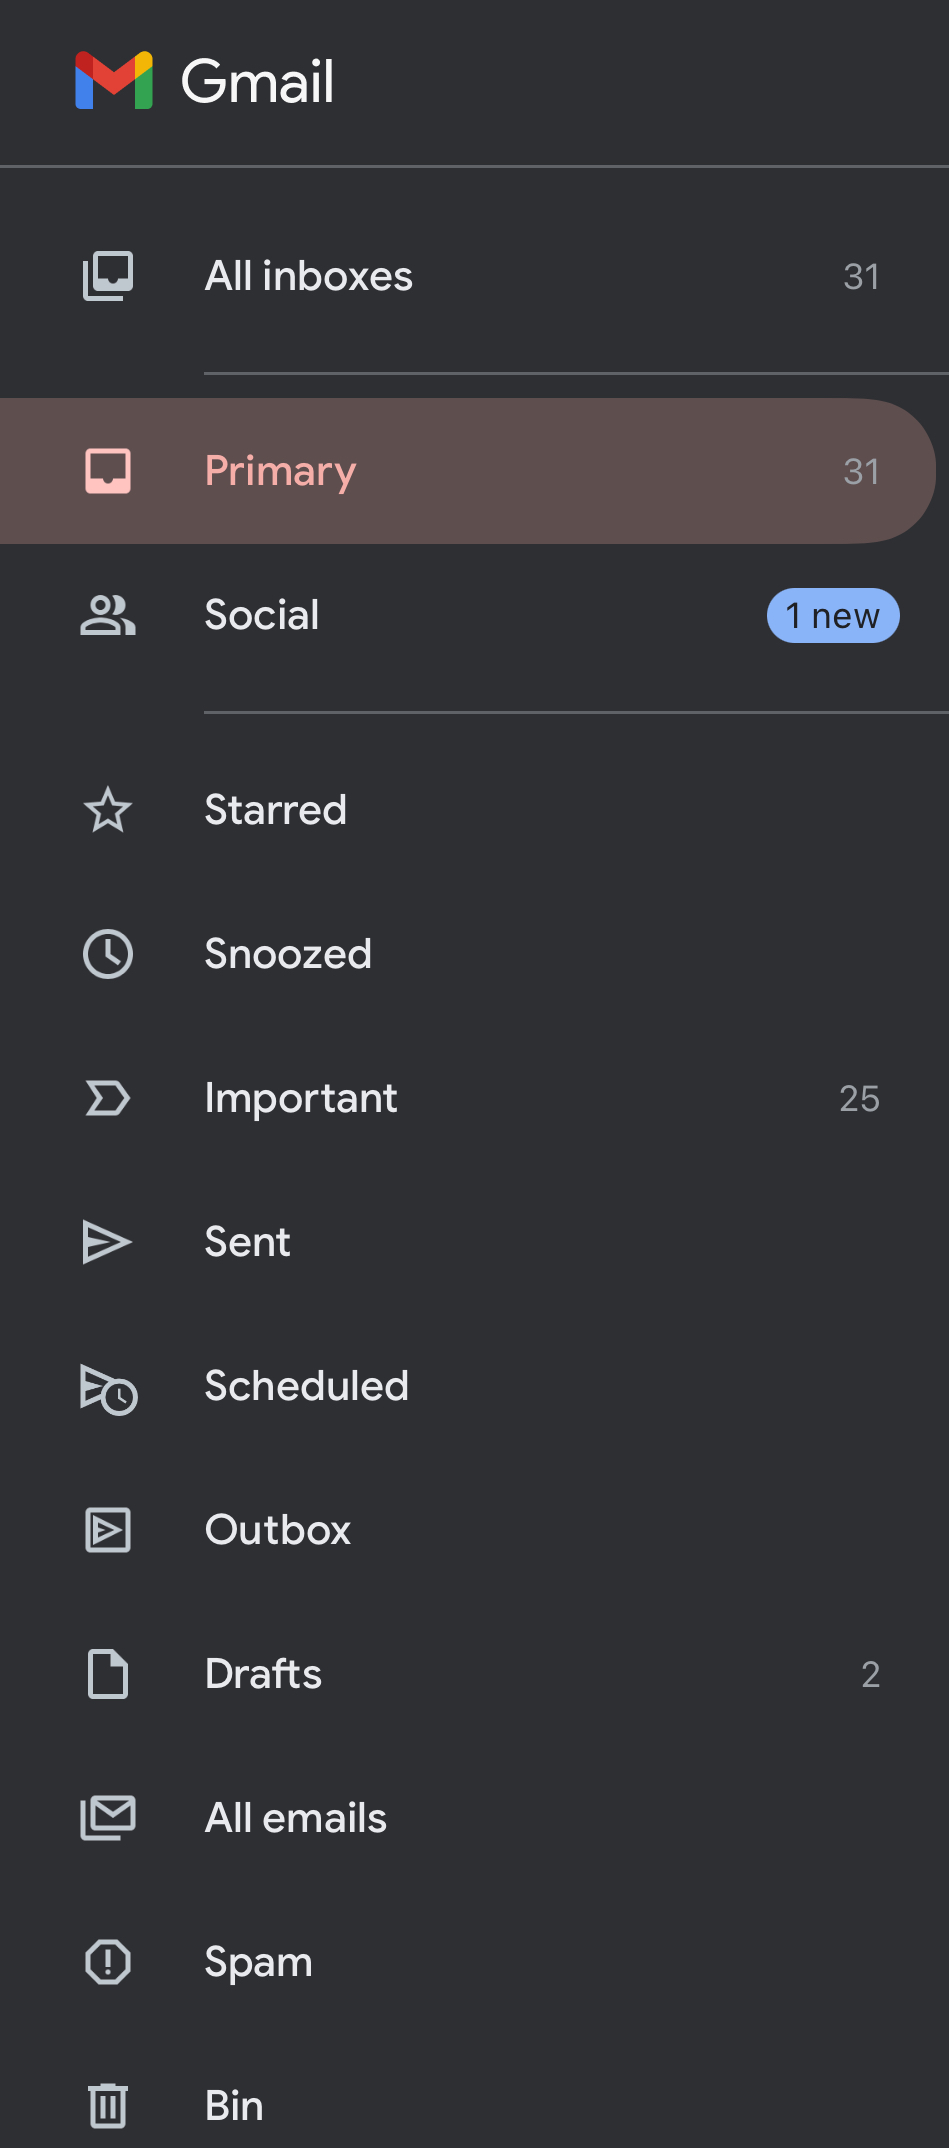 Gmail
All inboxes 31
Primary 31
Social 1 new
Starred
Snoozed
Important 25
Sent
Scheduled
Outbox
Drafts 2
All emails
Spam
Bin